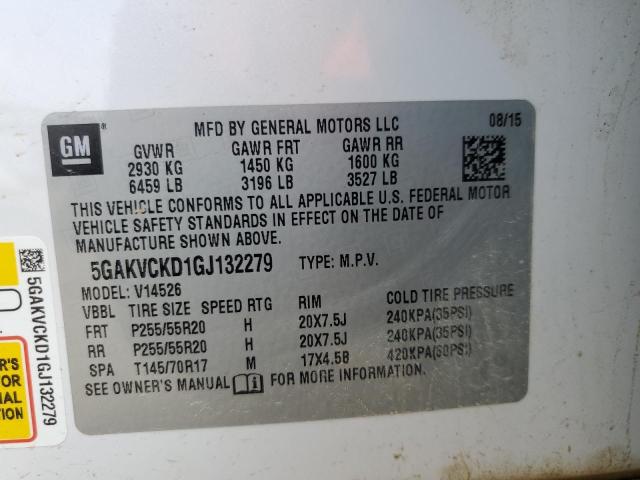 GM
®
MFD BY GENERAL MOTORS LLC
08/15
GVWR GAWR FRT GAWR RR
2930 KG 1450 KG 1600 KG
6459 LB 3196 LB 3527 LB
THIS VEHICLE CONFORMS TO ALL APPLICABLE U.S. FEDERAL MOTOR
VEHICLE SAFETY STANDARDS IN EFFECT ON THE DATE OF
MANUFACTURE SHOWN ABOVE.
5GAKVCKD1GJ132279 TYPE: M.P.V.
MODEL: V14526
VBBL TIRE SIZE SPEED RTG RIM COLD TIRE PRESSURE
FRT P255/55R20 H 20X7.5J 240KPA(35PSI)
RR P255/55R20 H 20X7.5J 240KPA(35PSI)
SPA T145/70R17 M 17X4.5B 420KPA(60PSI)
SEE OWNER'S MANUAL FOR MORE INFORMATION.
5GAKVCKD1GJ132279